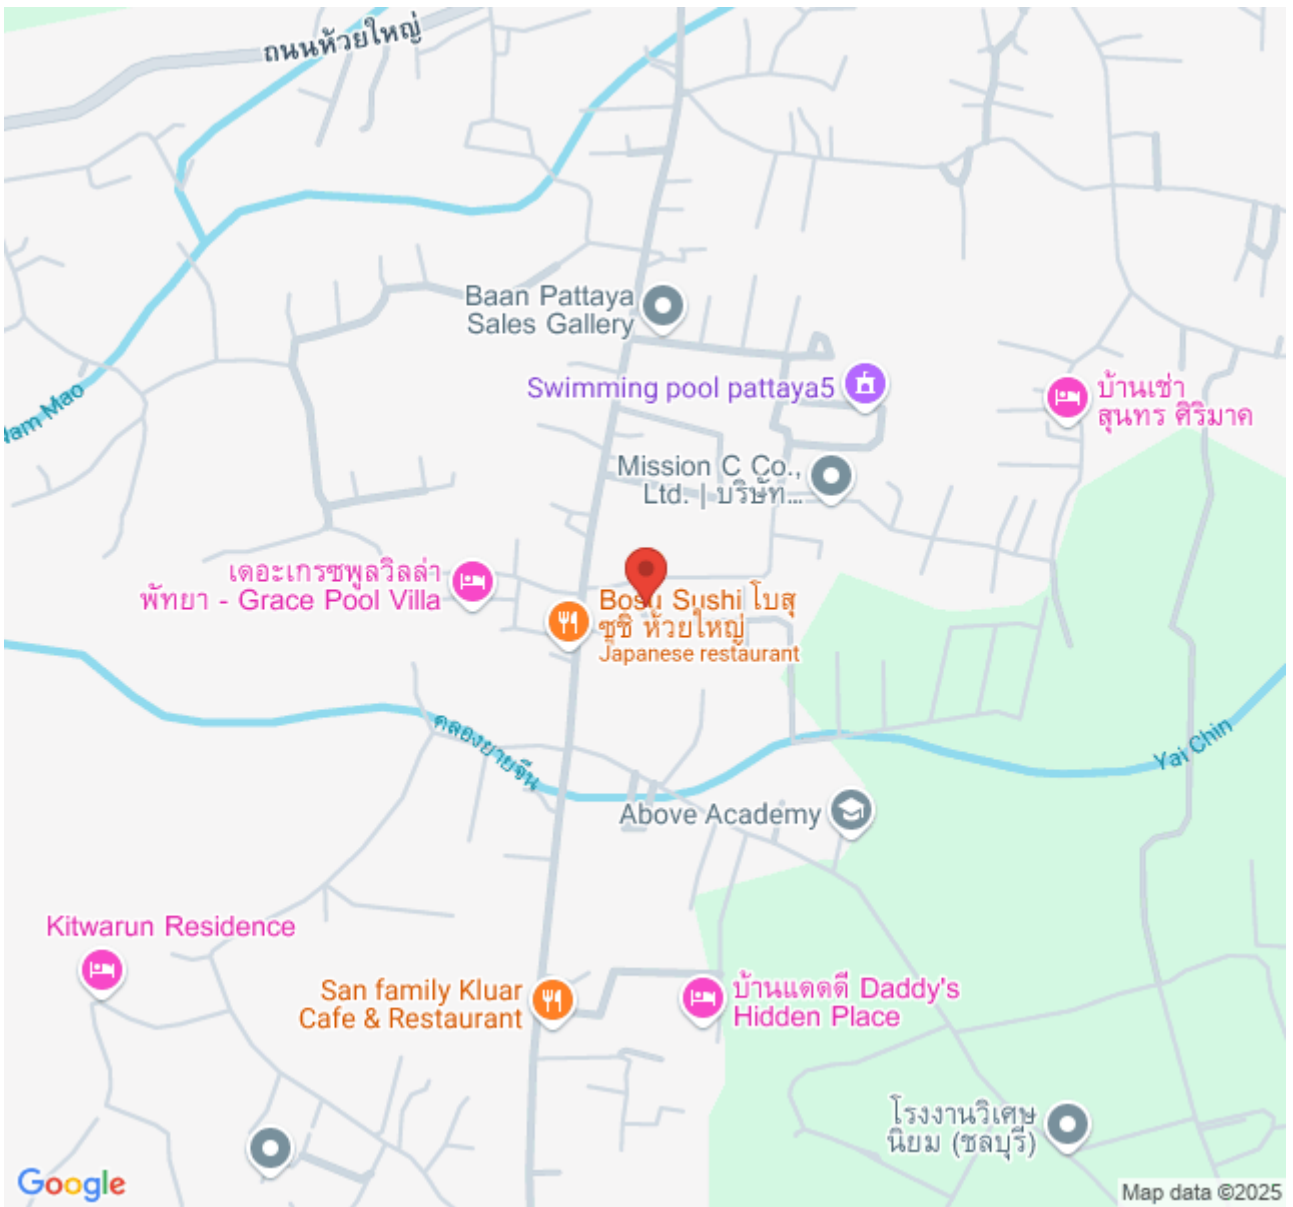 ถนนห้วยใหญ่
Baan Pattaya
Sales Gallery
Swimming pool pattaya5
บ้านเช่า
สุนทร ศิริมาค
Nam Mao
Mission C Co.,
Ltd. | บริษัท...
เดอะเกรซพูลวิลล่า
พัทยา - Grace Pool Villa
Bosu Sushi โบสุ
ซูชิ ห้วยใหญ่
Japanese restaurant
คลองยายจีน
Yai Chin
Above Academy
Kitwarun Residence
San family Kluar
Cafe & Restaurant
บ้านแดดดี Daddy's
Hidden Place
โรงงานวิเศษ
นิยม (ชลบุรี)
Google
Map data ©2025